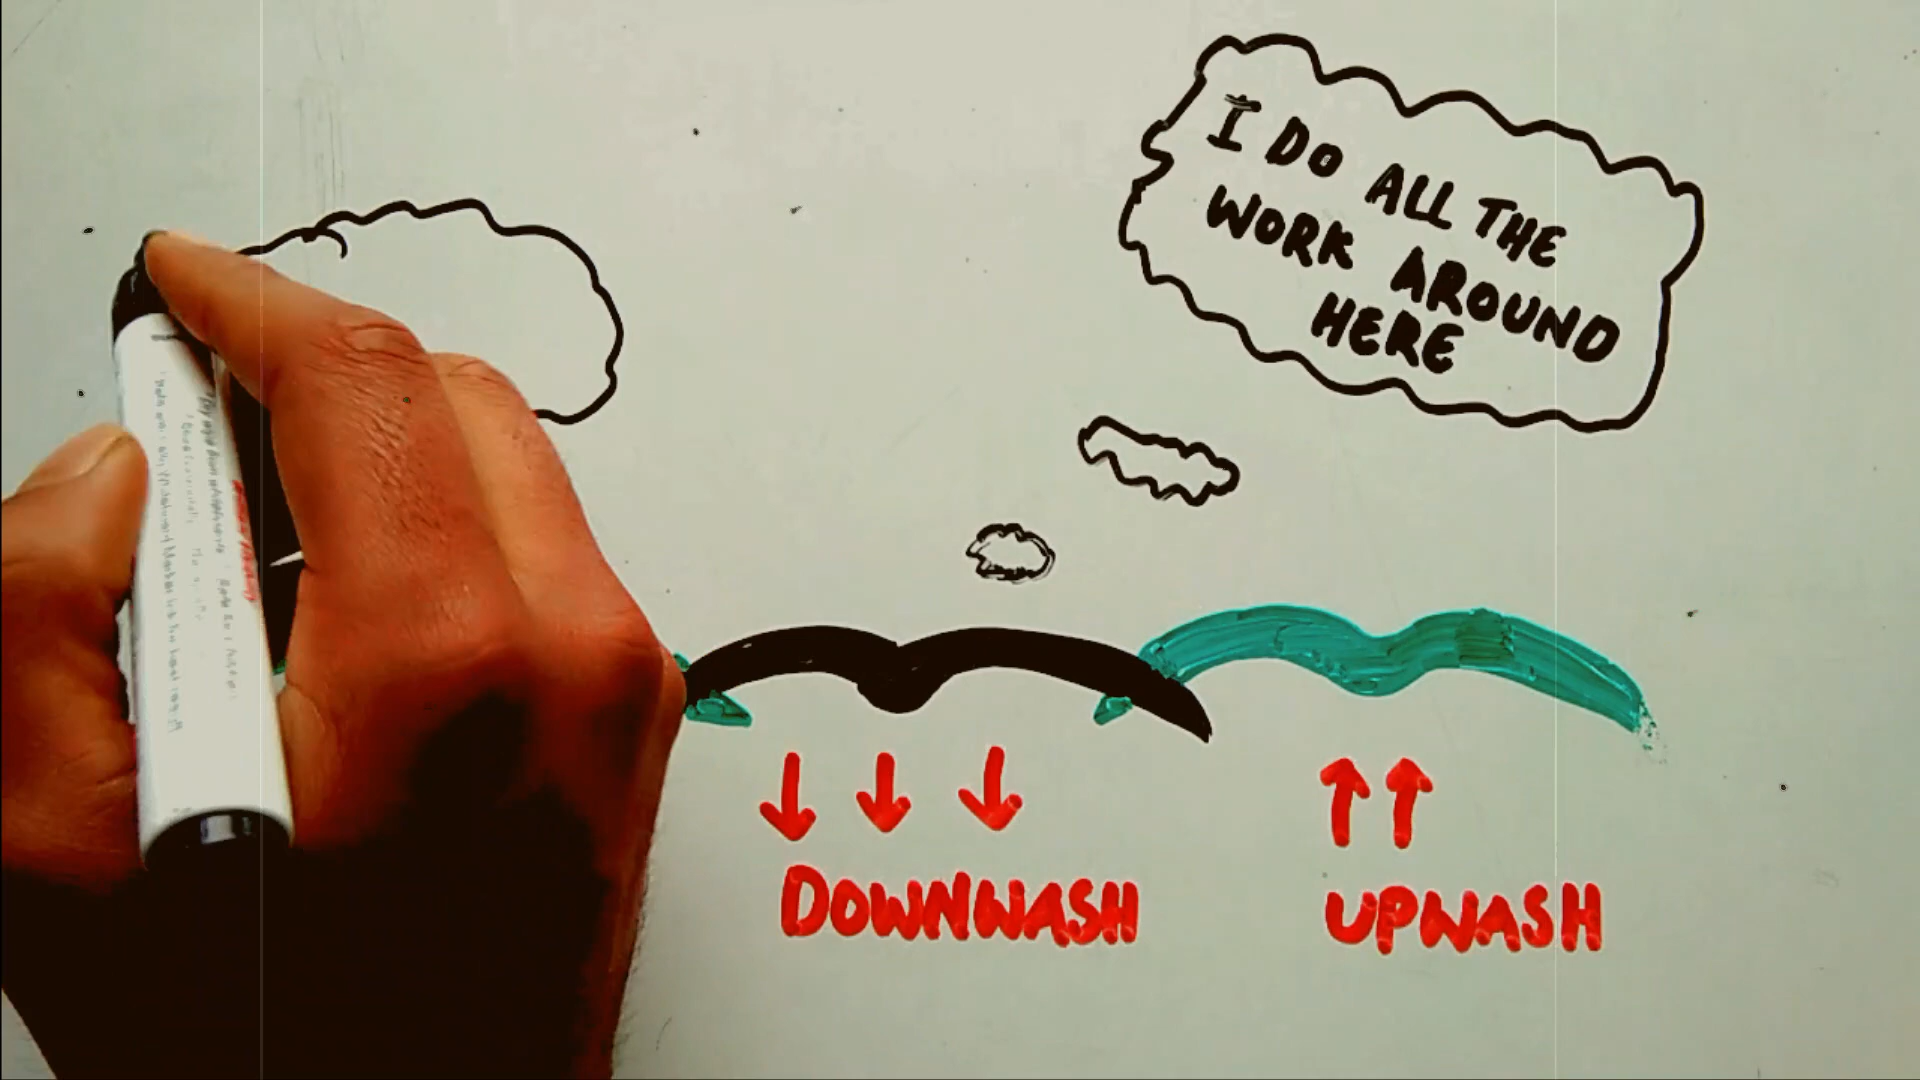 I DO ALL THE
WORK AROUND
HERE
DOWNWASH
UPWASH